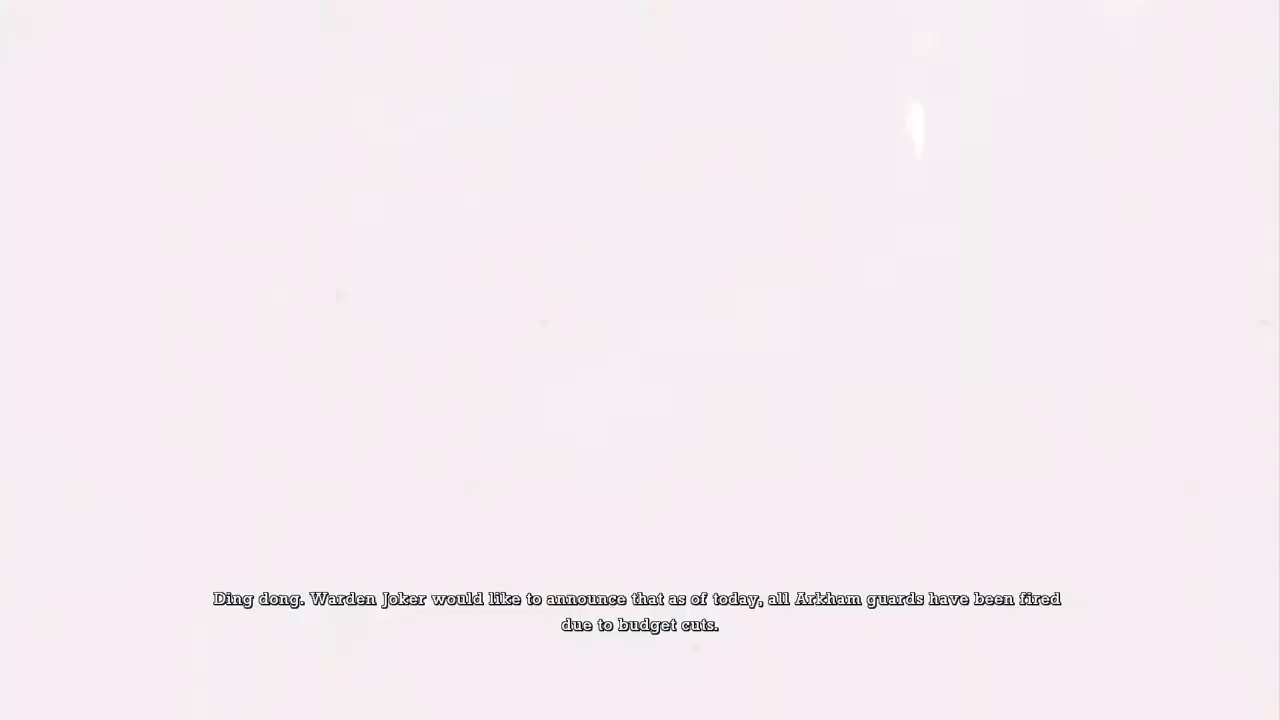 Ding dong. Warden Joker would like to announce that as of today, all Arkham guards have been fired
due to budget cuts.